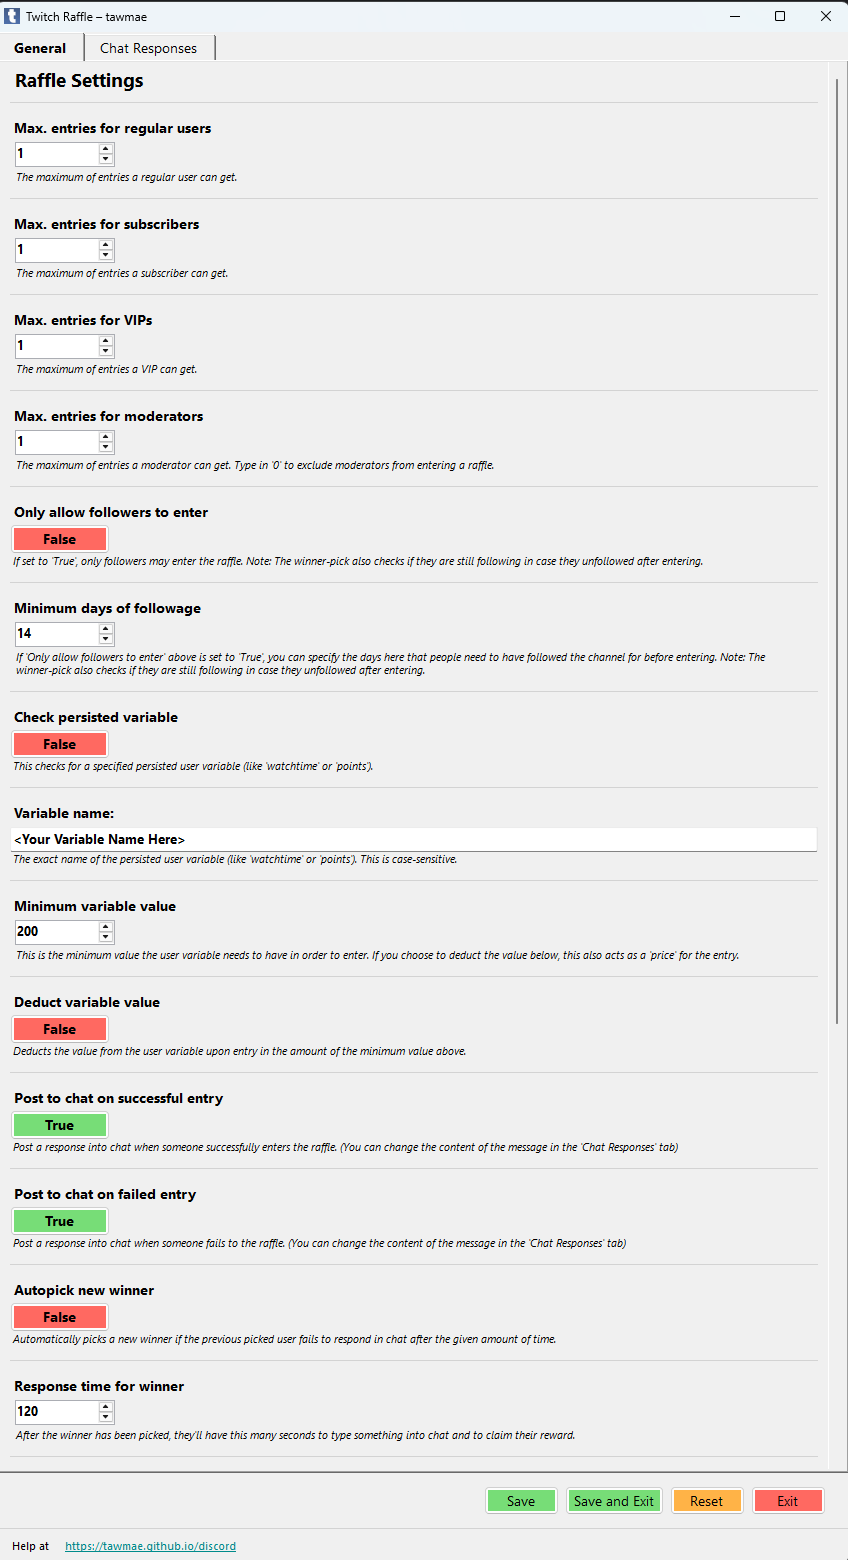 Twitch Raffle – tawmae
General
Chat Responses
Raffle Settings
Max. entries for regular users
1
The maximum of entries a regular user can get.
Max. entries for subscribers
1
The maximum of entries a subscriber can get.
Max. entries for VIPs
1
The maximum of entries a VIP can get.
Max. entries for moderators
1
The maximum of entries a moderator can get. Type in '0' to exclude moderators from entering a raffle.
Only allow followers to enter
False
If set to 'True', only followers may enter the raffle. Note: The winner-pick also checks if they are still following in case they unfollowed after entering.
Minimum days of followage
14
If 'Only allow followers to enter' above is set to 'True', you can specify the days here that people need to have followed the channel for before entering. Note: The
winner-pick also checks if they are still following in case they unfollowed after entering.
Check persisted variable
False
This checks for a specified persisted user variable (like 'watchtime' or 'points').
Variable name:
<Your Variable Name Here>
The exact name of the persisted user variable (like 'watchtime' or 'points'). This is case-sensitive.
Minimum variable value
200
This is the minimum value the user variable needs to have in order to enter. If you choose to deduct the value below, this also acts as a 'price' for the entry.
Deduct variable value
False
Deducts the value from the user variable upon entry in the amount of the minimum value above.
Post to chat on successful entry
True
Post a response into chat when someone successfully enters the raffle. (You can change the content of the message in the 'Chat Responses' tab)
Post to chat on failed entry
True
Post a response into chat when someone fails to the raffle. (You can change the content of the message in the 'Chat Responses' tab)
Autopick new winner
False
Automatically picks a new winner if the previous picked user fails to respond in chat after the given amount of time.
Response time for winner
120
After the winner has been picked, they'll have this many seconds to type something into chat and to claim their reward.
Save
Save and Exit
Reset
Exit
Help at https://tawmae.github.io/discord